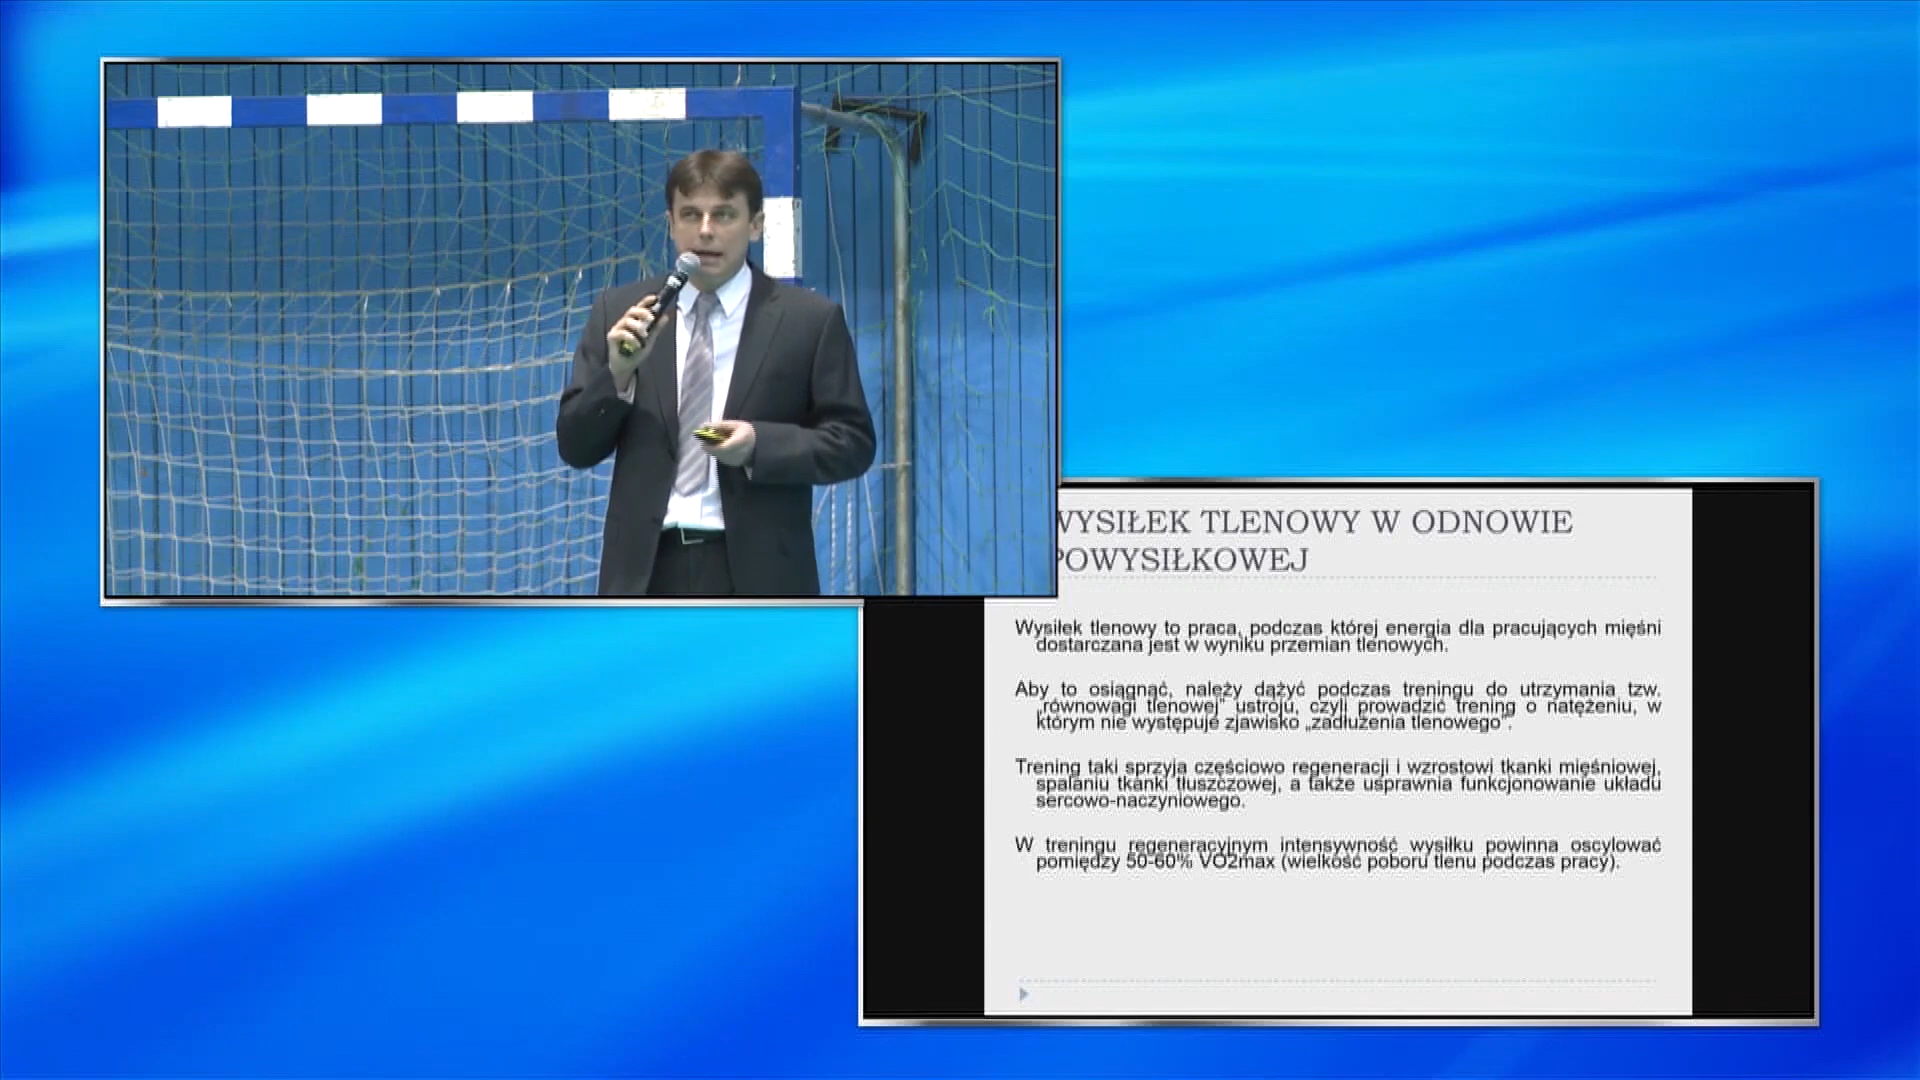 WYSIŁEK TLENOWY W ODNOWIE
POWYSIŁKOWEJ
Wysiłek tlenowy to praca, podczas której energia dla pracujących mięśni
dostarczana jest w wyniku przemian tlenowych.
Aby to osiągnąć, należy dążyć podczas treningu do utrzymania tzw.
„równowagi tlenowej” ustroju, czyli prowadzić trening o natężeniu, w
którym nie występuje zjawisko „zadłużenia tlenowego”.
Trening taki sprzyja częściowo regeneracji i wzrostowi tkanki mięśniowej,
spalaniu tkanki tłuszczowej, a także usprawnia funkcjonowanie układu
sercowo-naczyniowego.
W treningu regeneracyjnym intensywność wysiłku powinna oscylować
pomiędzy 50-60% VO2max (wielkość poboru tlenu podczas pracy).